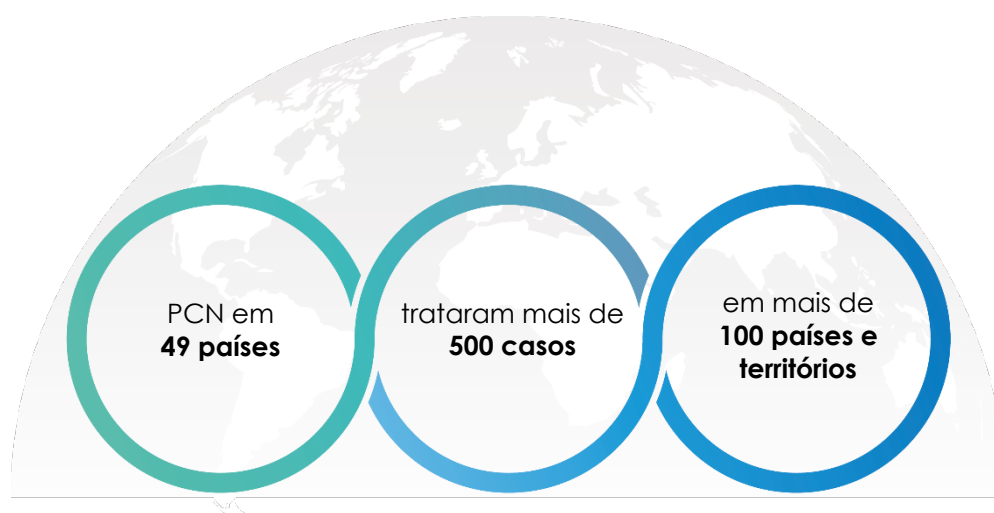 PCN em
49 países
trataram mais de
500 casos
em mais de
100 países e
territórios